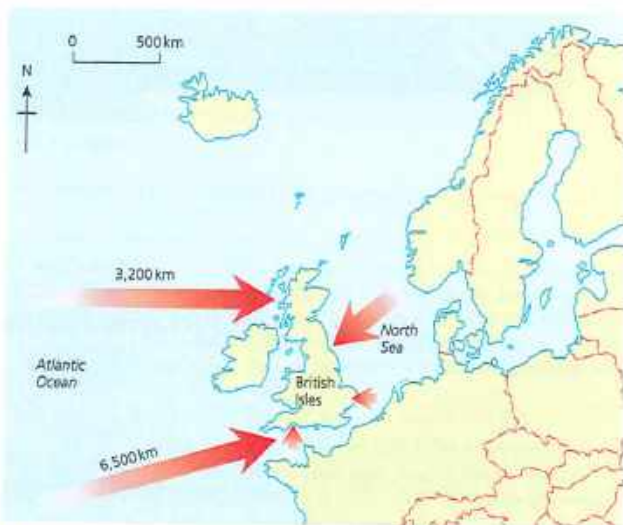 0 500 km
N
3,200 km
North
Sea
Atlantic
Ocean
British
Isles
6,500 km